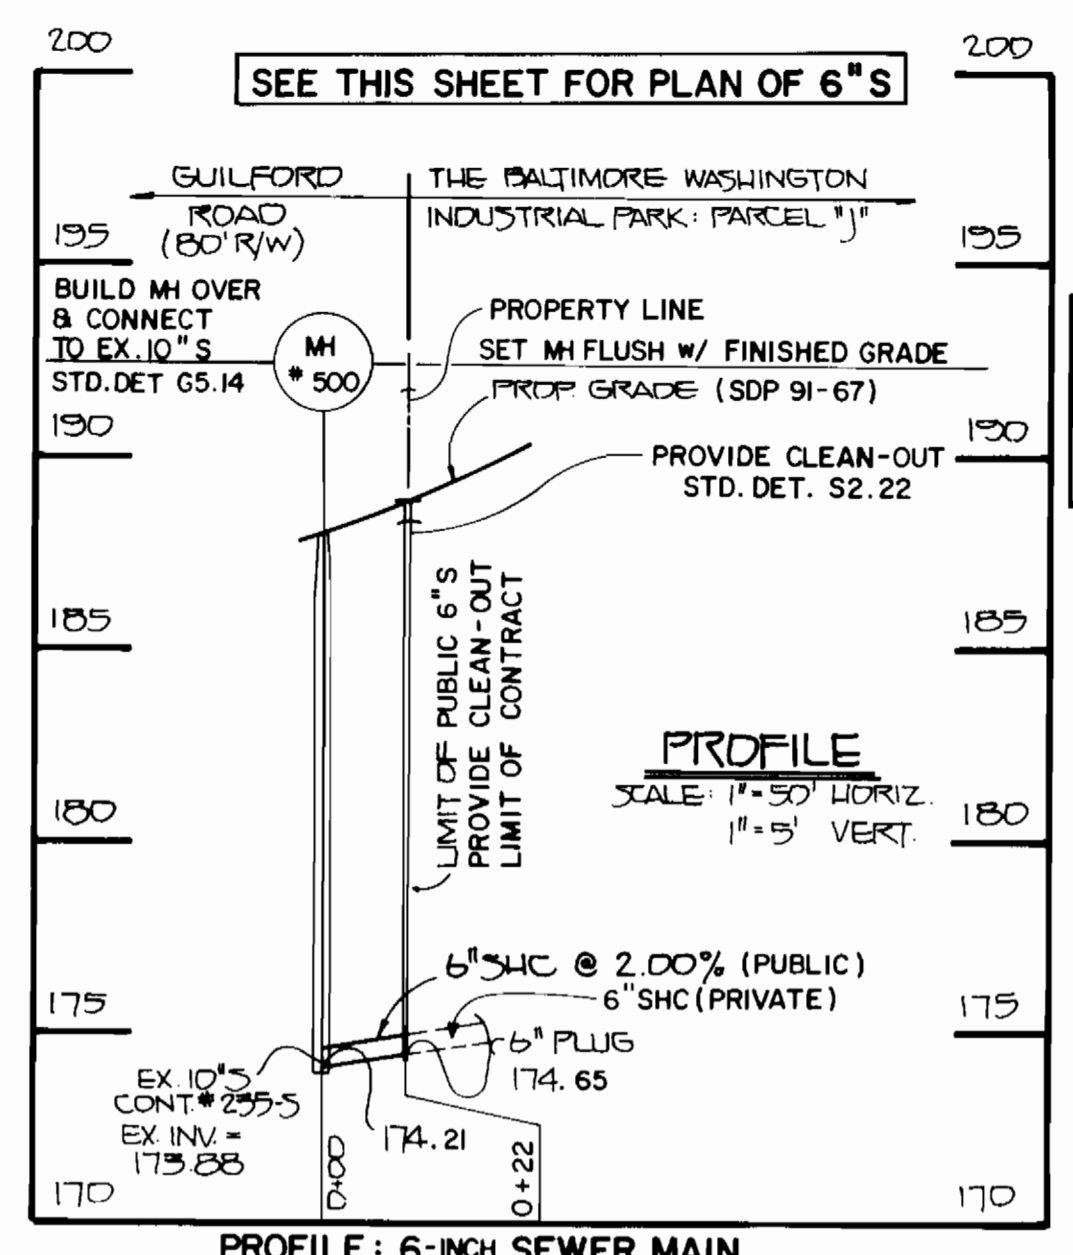 200
200
SEE THIS SHEET FOR PLAN OF 6"S
GUILFORD
ROAD
(80' R/W)
THE BALTIMORE WASHINGTON
INDUSTRIAL PARK: PARCEL "J"
195
195
BUILD MH OVER
& CONNECT
TO EX. 10"S
STD. DET G5.14
MH
# 500
PROPERTY LINE
SET MH FLUSH W/ FINISHED GRADE
PROP. GRADE (SDP 91-67)
190
190
PROVIDE CLEAN-OUT
STD. DET. S2.22
185
185
LIMIT OF PUBLIC 6"S
PROVIDE CLEAN-OUT
LIMIT OF CONTRACT
PROFILE
SCALE: 1"=50' HORIZ.
1"=5' VERT.
180
180
6"SHC @ 2.00% (PUBLIC)
6"SHC (PRIVATE)
175
175
6" PLUG
174.65
EX. 10"S
CONT.# 235-S
EX. INV. =
173.88
174.21
0+00
0+22
170
170
PROFILE: 6-INCH SEWER MAIN